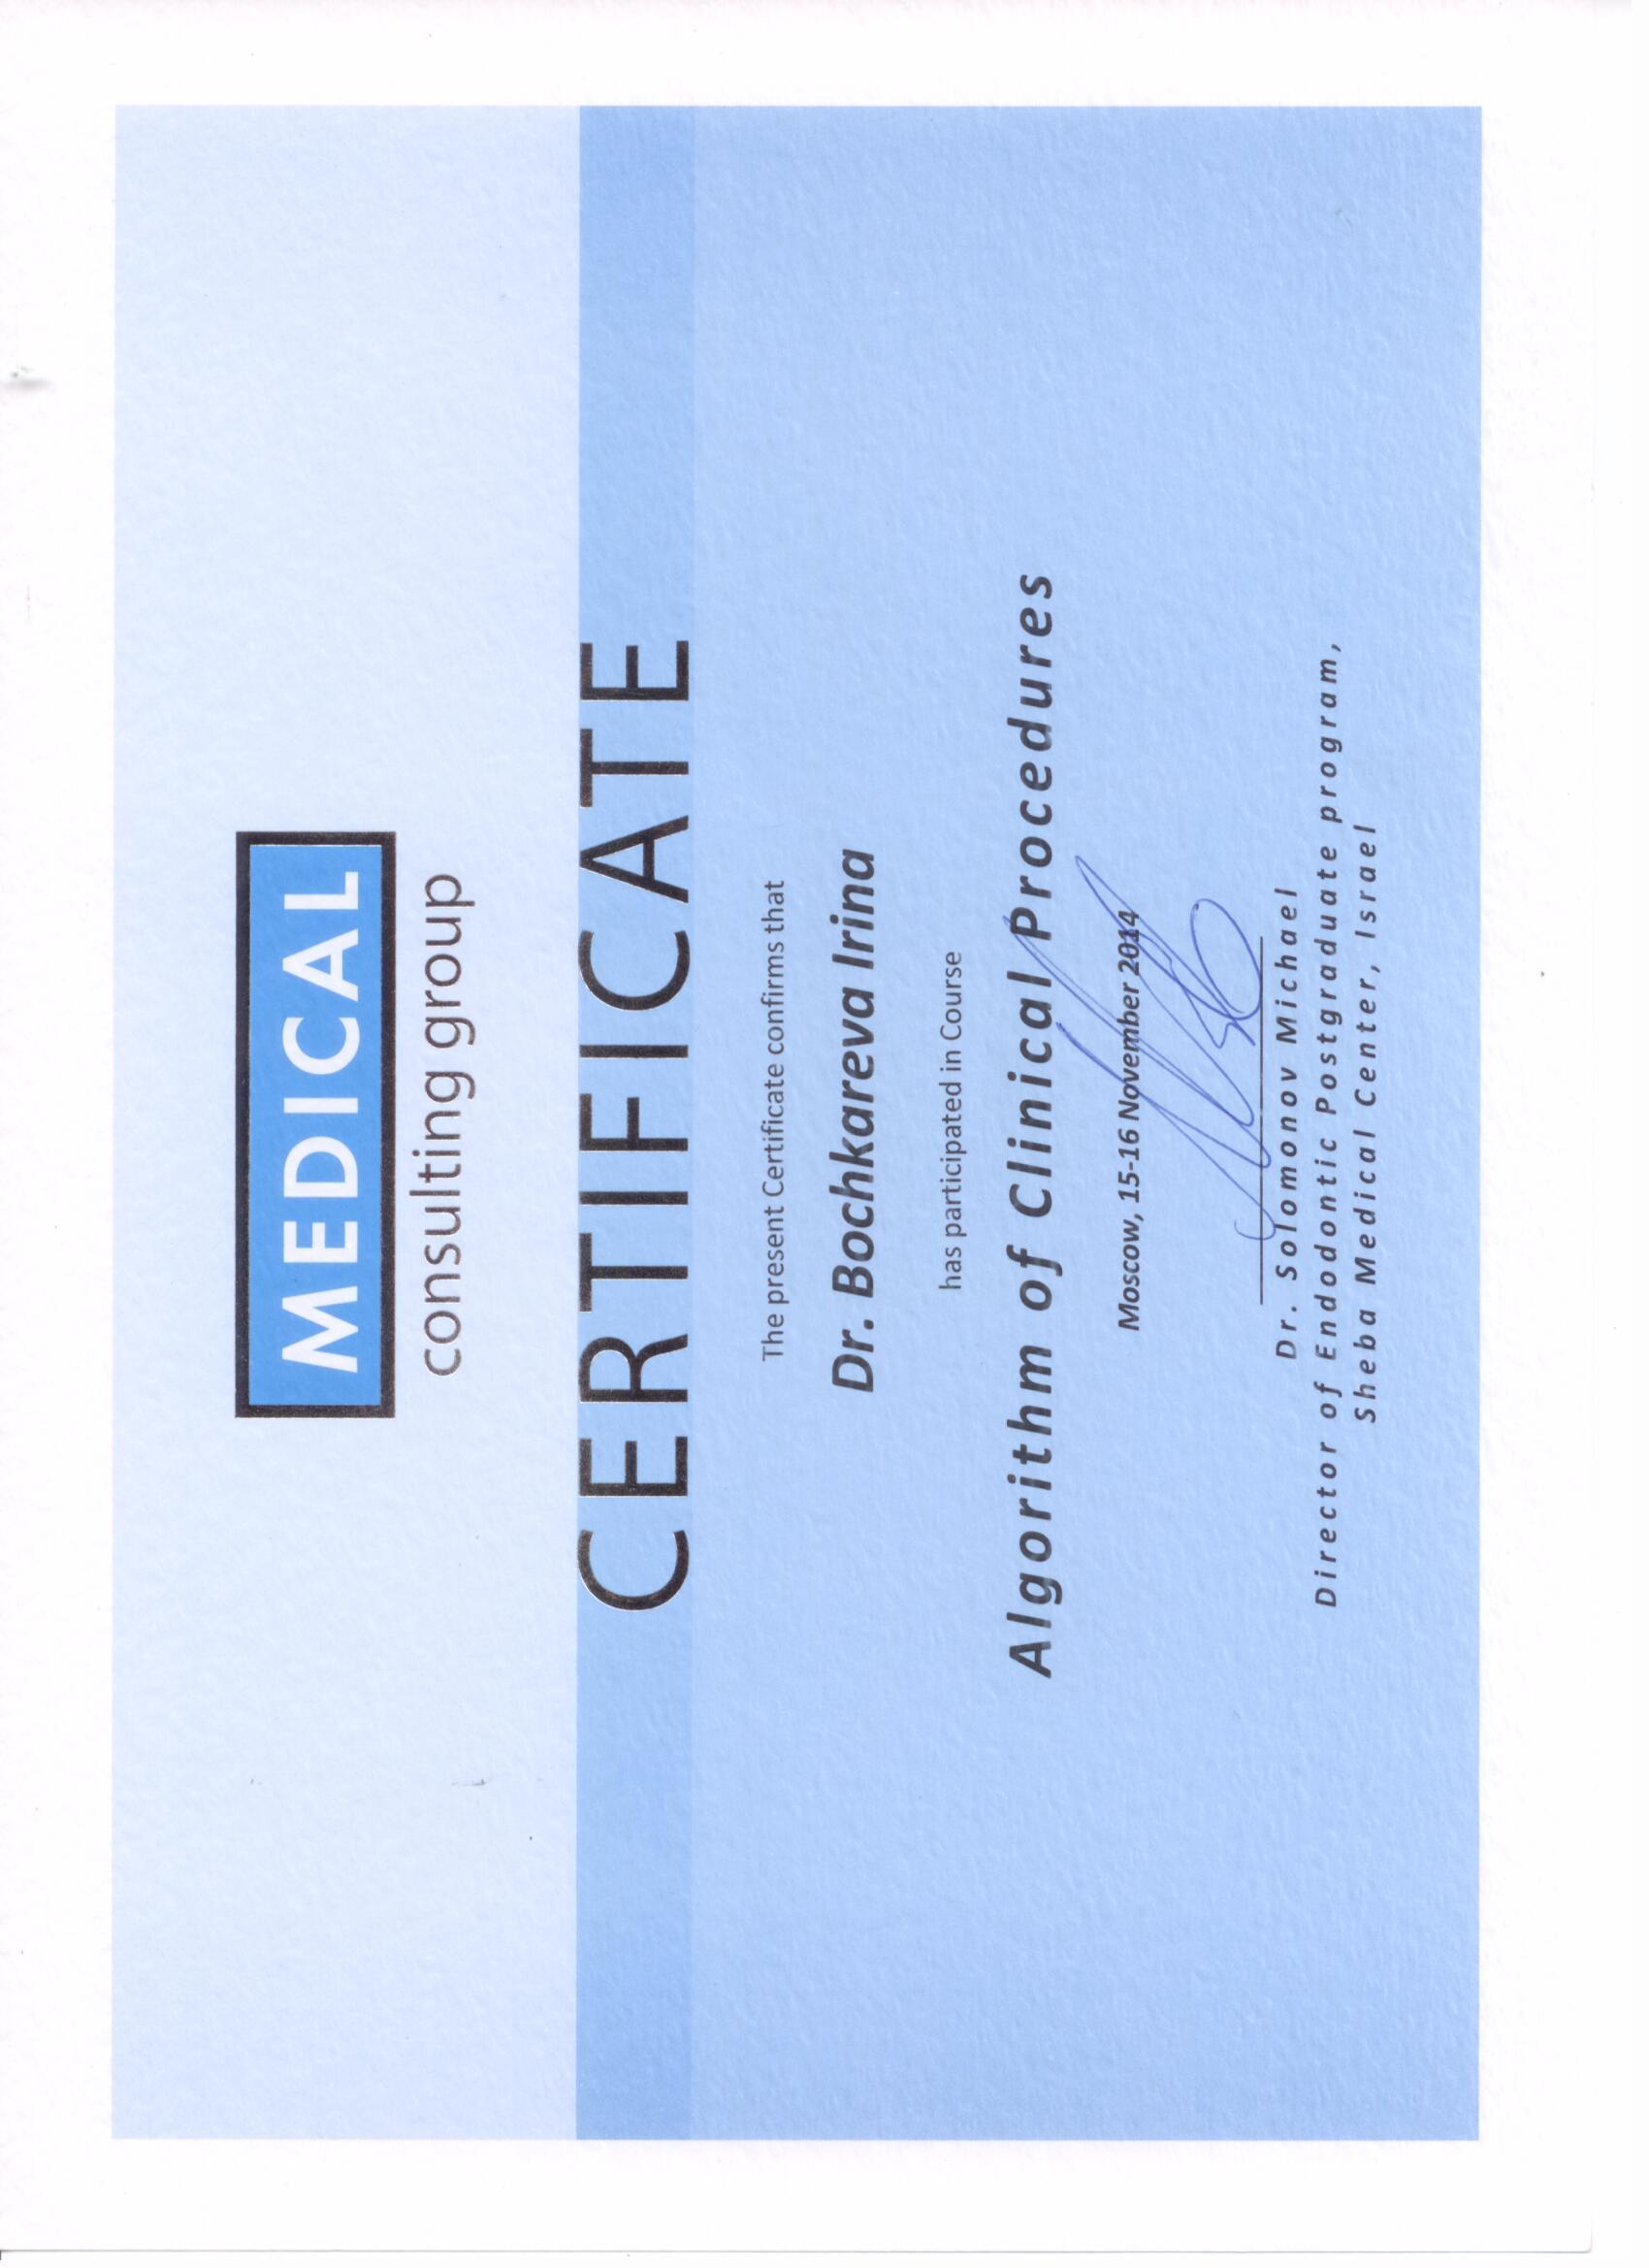 MEDICAL
consulting group
CERTIFICATE
The present Certificate confirms that
Dr. Bochkareva Irina
has participated in Course
Algorithm of Clinical Procedures
Moscow, 15-16 November 2014
Dr. Solomonov Michael
Director of Endodontic Postgraduate program,
Sheba Medical Center, Israel